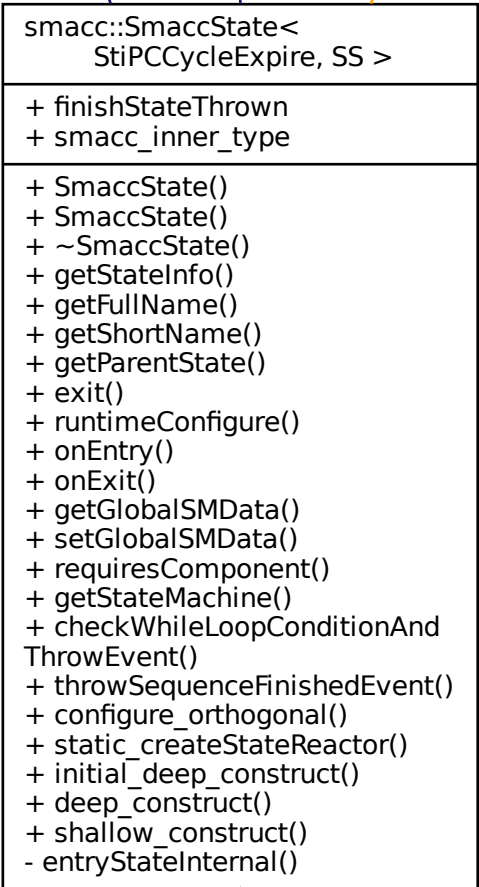 smacc::SmaccState<
StiPCCycleExpire, SS >
+ finishStateThrown
+ smacc_inner_type
+ SmaccState()
+ SmaccState()
+ ~SmaccState()
+ getStateInfo()
+ getFullName()
+ getShortName()
+ getParentState()
+ exit()
+ runtimeConfigure()
+ onEntry()
+ onExit()
+ getGlobalSMData()
+ setGlobalSMData()
+ requiresComponent()
+ getStateMachine()
+ checkWhileLoopConditionAnd
ThrowEvent()
+ throwSequenceFinishedEvent()
+ configure_orthogonal()
+ static_createStateReactor()
+ initial_deep_construct()
+ deep_construct()
+ shallow_construct()
- entryStateInternal()